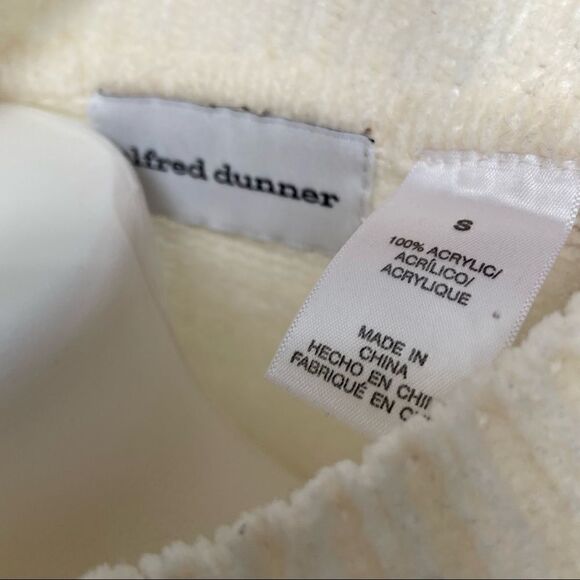 alfred dunner
S
100% ACRYLIC/
ACRÍLICO/
ACRYLIQUE
MADE IN
CHINA
HECHO EN
FABRIQUÉ EN